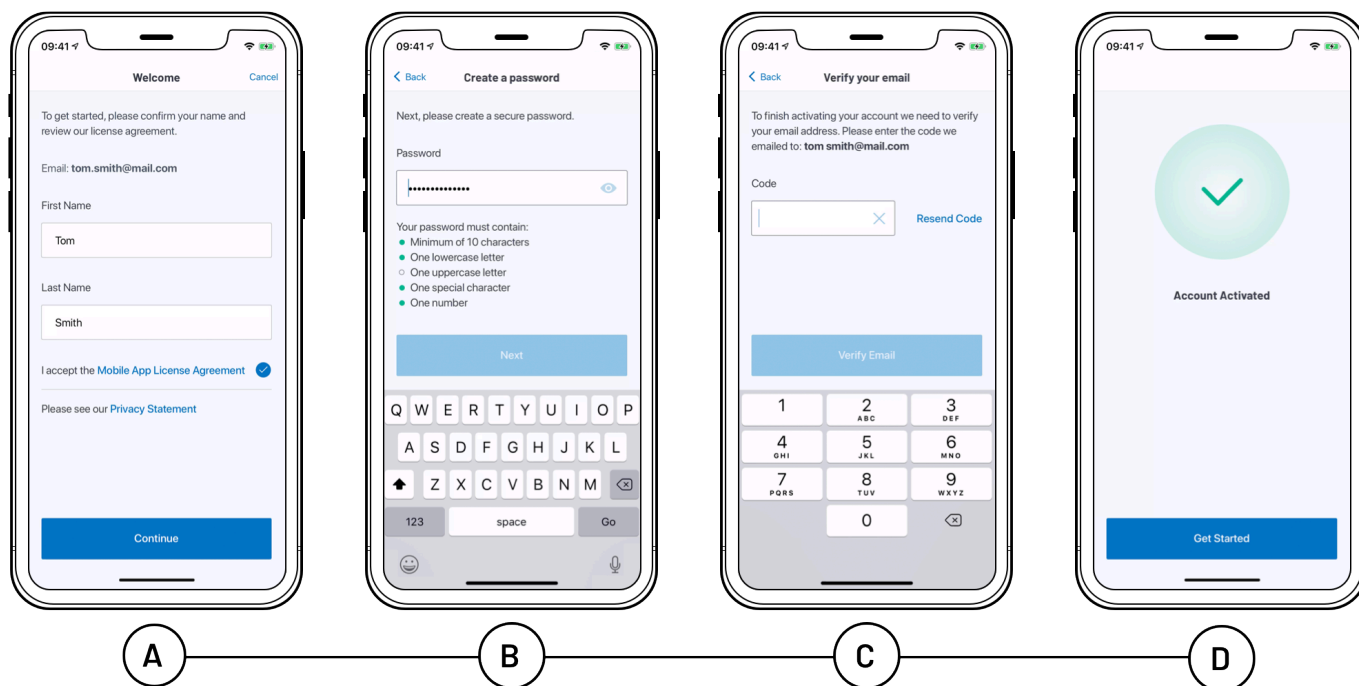 09:41
Welcome
Cancel
To get started, please confirm your name and
review our license agreement.
Email: tom.smith@mail.com
First Name
Tom
Last Name
Smith
I accept the Mobile App License Agreement
Please see our Privacy Statement
Continue
A
09:41
Back
Create a password
Next, please create a secure password.
Password
••••••••••••••
Your password must contain:
Minimum of 10 characters
One lowercase letter
One uppercase letter
One special character
One number
Next
Q W E R T Y U I O P
A S D F G H J K L
Z X C V B N M
123 space Go
B
09:41
Back
Verify your email
To finish activating your account we need to verify
your email address. Please enter the code we
emailed to: tom smith@mail.com
Code
Resend Code
Verify Email
1 2 3
ABC DEF
4 5 6
GHI JKL MNO
7 8 9
PQRS TUV WXYZ
0
C
09:41
Account Activated
Get Started
D